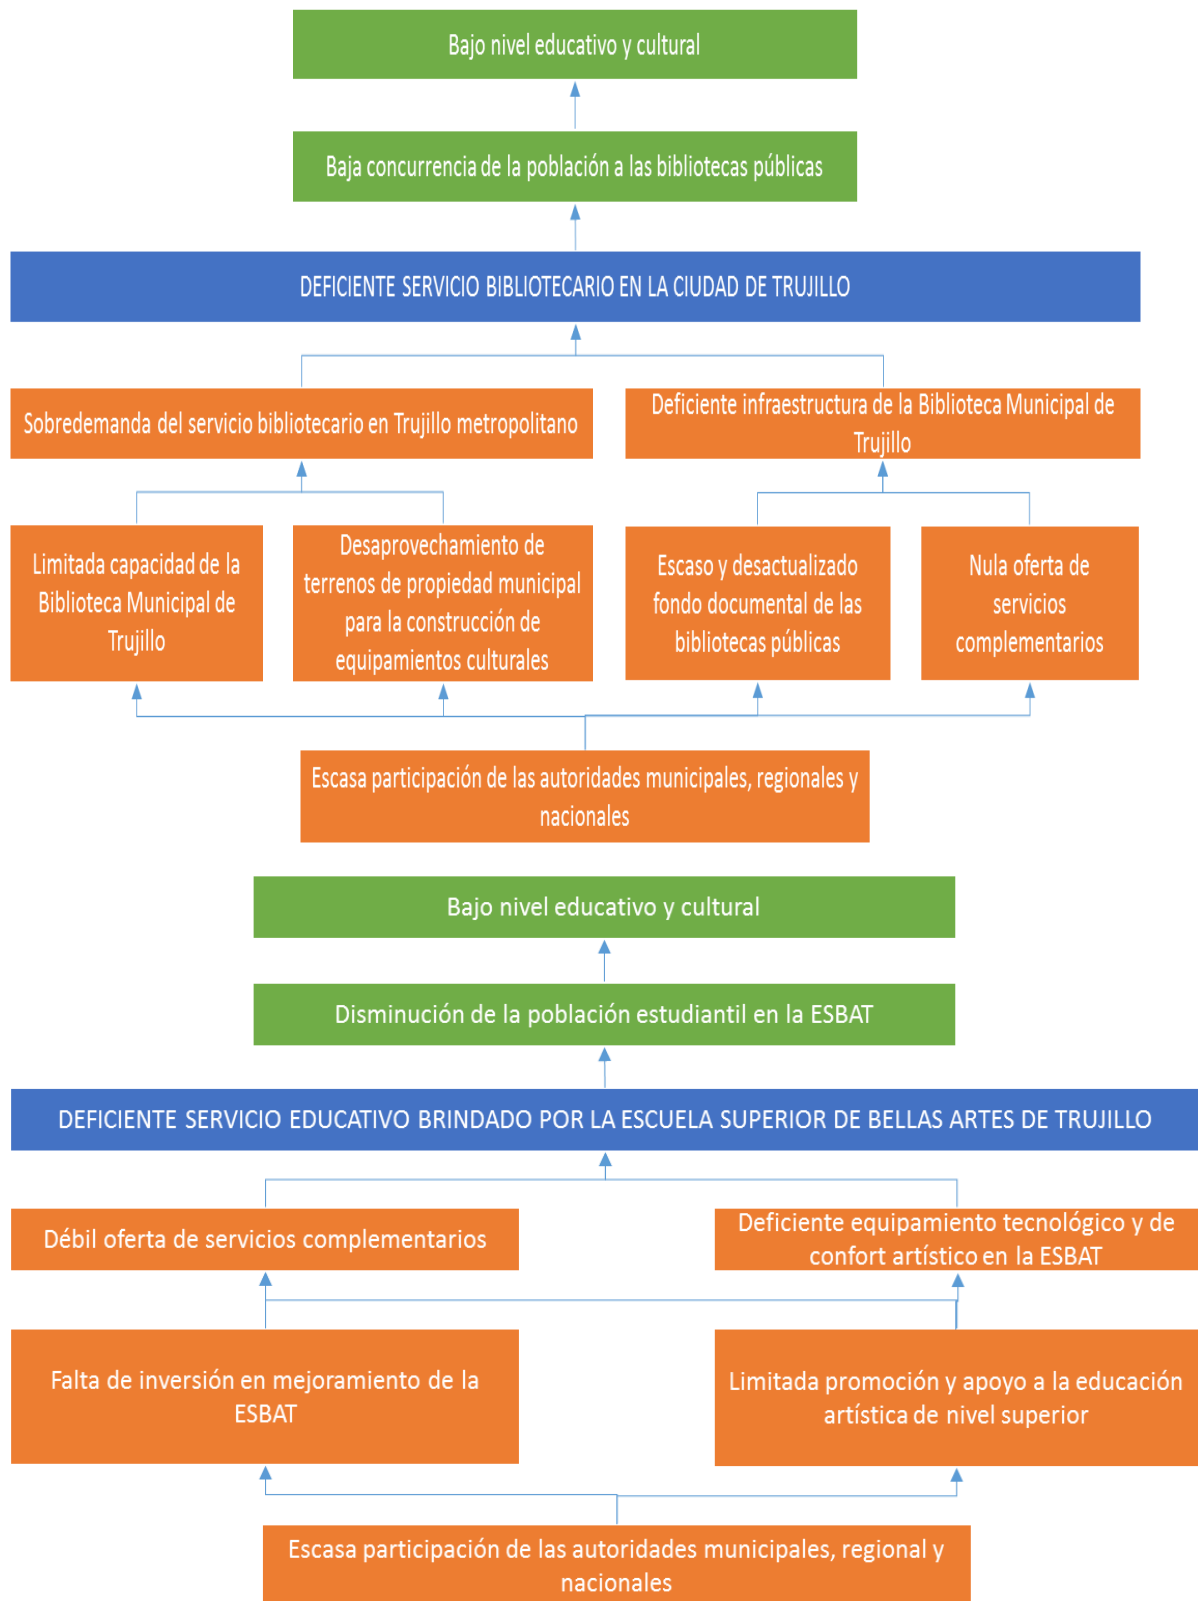 Bajo nivel educativo y cultural
Baja concurrencia de la población a las bibliotecas públicas
DEFICIENTE SERVICIO BIBLIOTECARIO EN LA CIUDAD DE TRUJILLO
Sobredemanda del servicio bibliotecario en Trujillo metropolitano
Deficiente infraestructura de la Biblioteca Municipal de
Trujillo
Limitada capacidad de la
Biblioteca Municipal de
Trujillo
Desaprovechamiento de
terrenos de propiedad municipal
para la construcción de
equipamientos culturales
Escaso y desactualizado
fondo documental de las
bibliotecas públicas
Nula oferta de
servicios
complementarios
Escasa participación de las autoridades municipales, regionales y
nacionales
Bajo nivel educativo y cultural
Disminución de la población estudiantil en la ESBAT
DEFICIENTE SERVICIO EDUCATIVO BRINDADO POR LA ESCUELA SUPERIOR DE BELLAS ARTES DE TRUJILLO
Débil oferta de servicios complementarios
Deficiente equipamiento tecnológico y de
confort artístico en la ESBAT
Falta de inversión en mejoramiento de la
ESBAT
Limitada promoción y apoyo a la educación
artística de nivel superior
Escasa participación de las autoridades municipales, regional y
nacionales